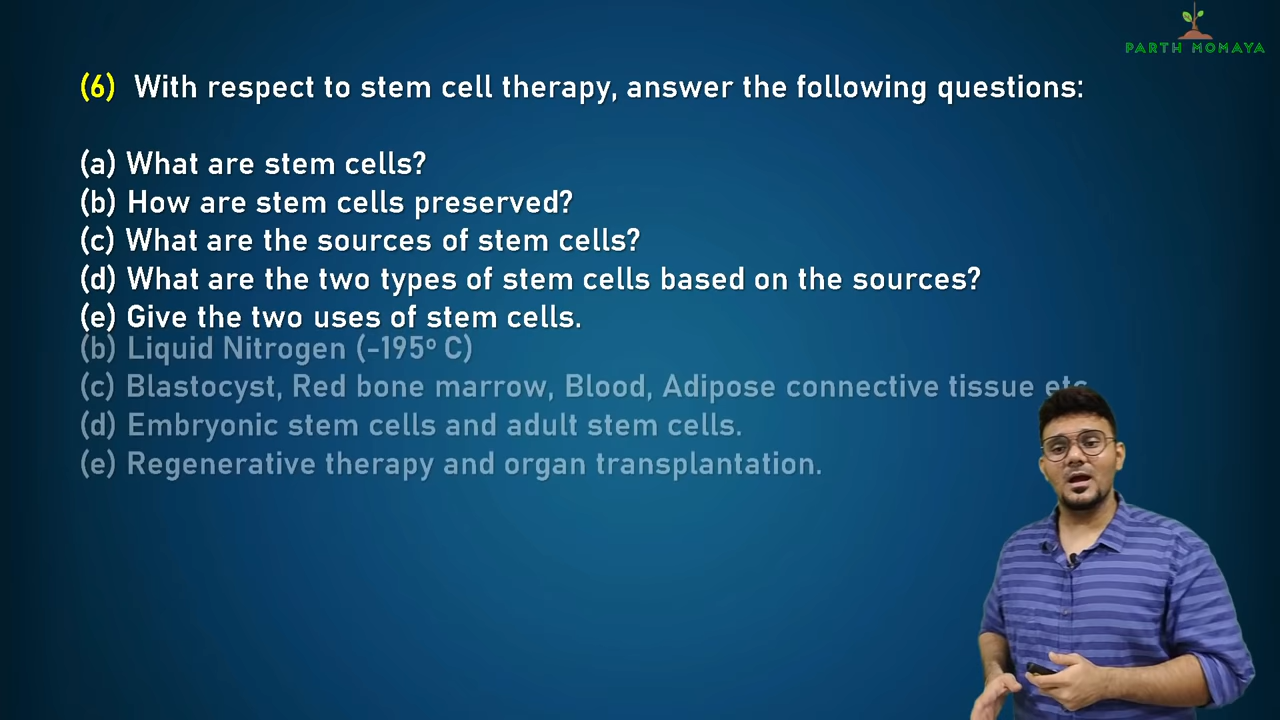 PARTH MOMAYA
(6) With respect to stem cell therapy, answer the following questions:
(a) What are stem cells?
(b) How are stem cells preserved?
(c) What are the sources of stem cells?
(d) What are the two types of stem cells based on the sources?
(e) Give the two uses of stem cells.
(b) Liquid Nitrogen (-195º C)
(c) Blastocyst, Red bone marrow, Blood, Adipose connective tissue etc
(d) Embryonic stem cells and adult stem cells.
(e) Regenerative therapy and organ transplantation.